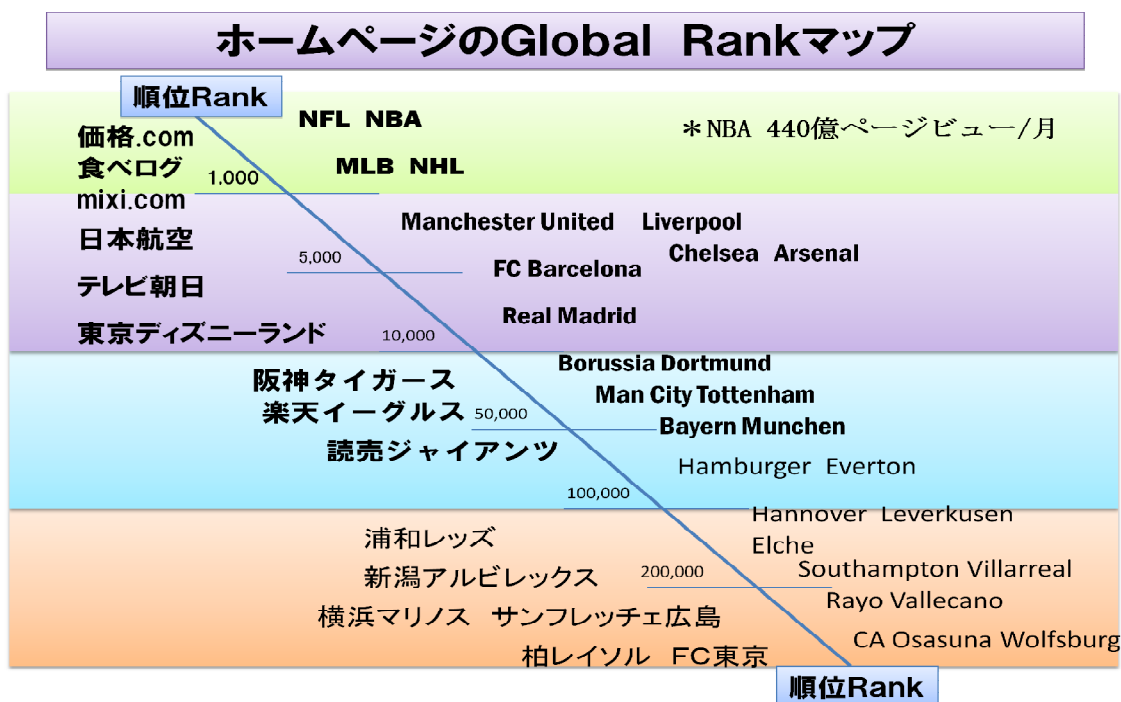 ホームページのGlobal Rankマップ
順位Rank
NFL NBA
＊NBA 440億ページビュー/月
価格.com
食べログ
MLB NHL
1,000
mixi.com
Manchester United Liverpool
日本航空
Chelsea Arsenal
5,000
FC Barcelona
テレビ朝日
Real Madrid
東京ディズニーランド
10,000
Borussia Dortmund
阪神タイガース
Man City Tottenham
楽天イーグルス
50,000
Bayern Munchen
読売ジャイアンツ
Hamburger Everton
100,000
Hannover Leverkusen
浦和レッズ
Elche
新潟アルビレックス
200,000
Southampton Villarreal
Rayo Vallecano
横浜マリノス サンフレッチェ広島
CA Osasuna Wolfsburg
柏レイソル FC東京
順位Rank